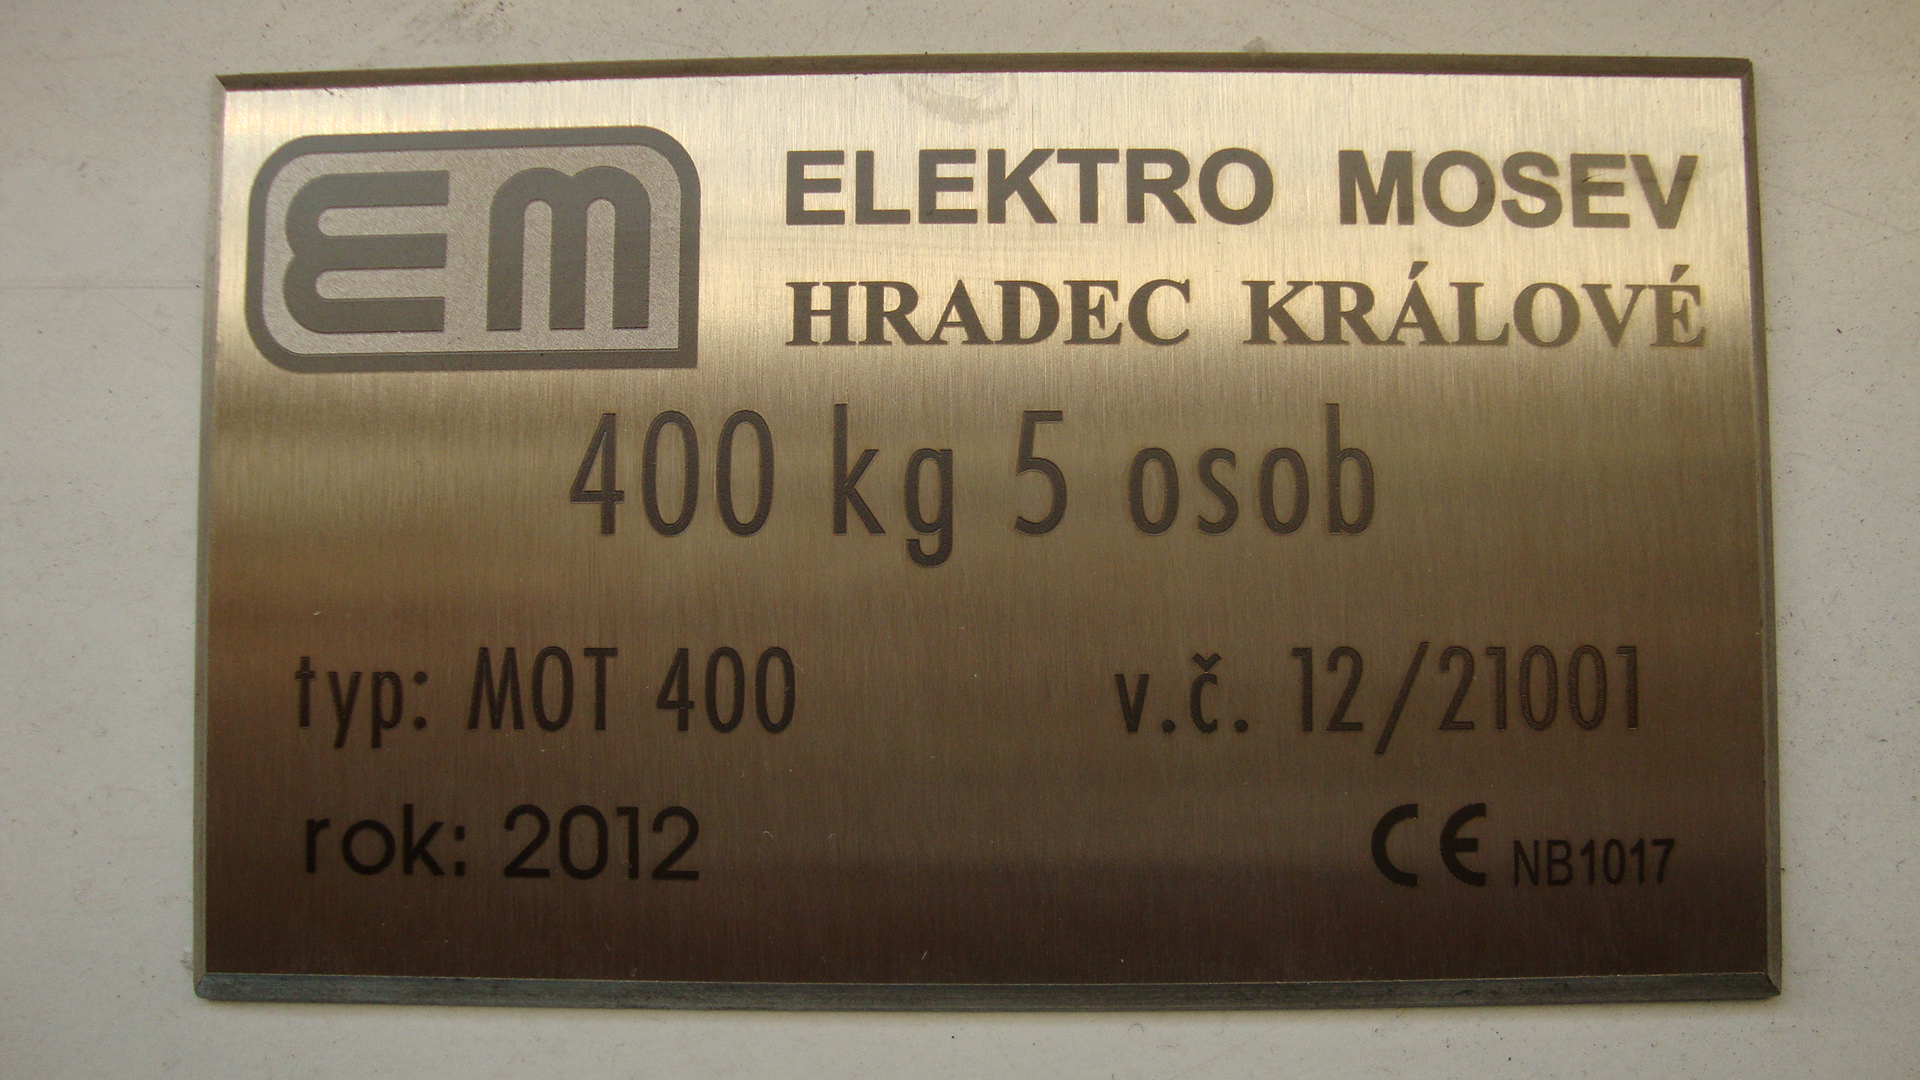 EM ELEKTRO MOSEV
HRADEC KRÁLOVÉ
400 kg 5 osob
typ: MOT 400 v.č. 12/21001
rok: 2012 CE NB1017